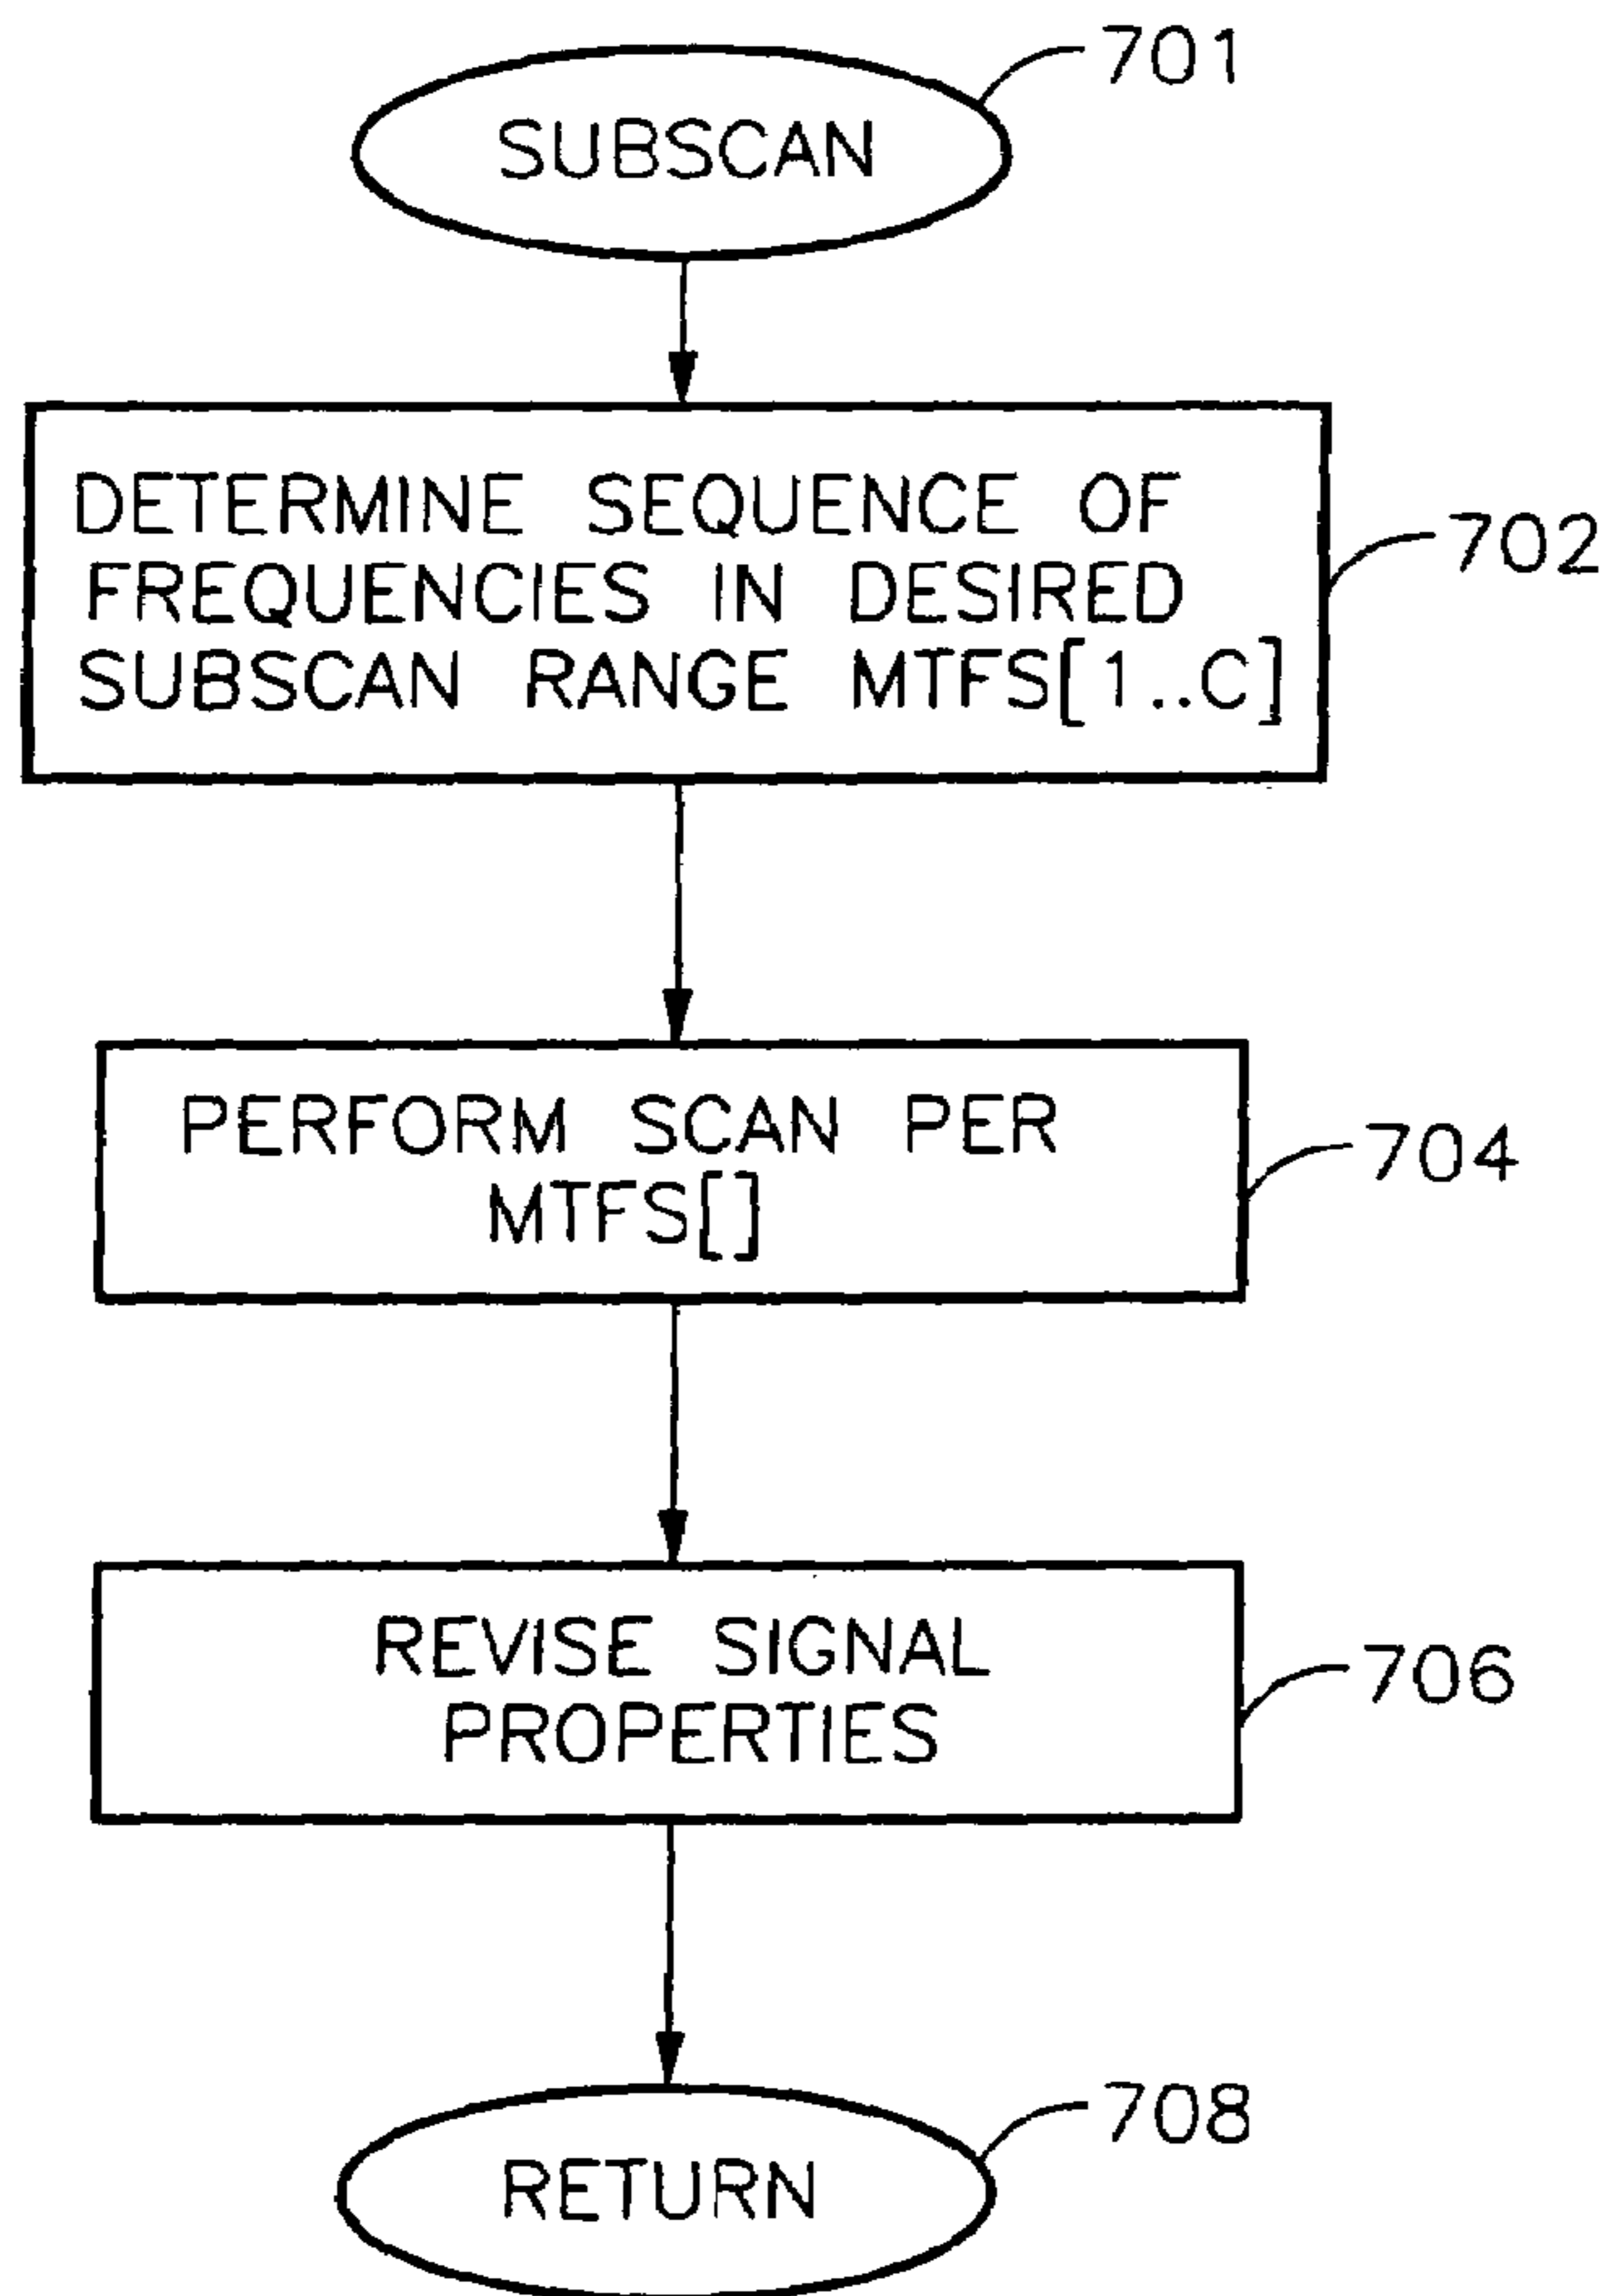 701
SUBSCAN
DETERMINE SEQUENCE OF
FREQUENCIES IN DESIRED
SUBSCAN RANGE MTFS[1..C]
702
PERFORM SCAN PER
MTFS[]
704
REVISE SIGNAL
PROPERTIES
706
708
RETURN